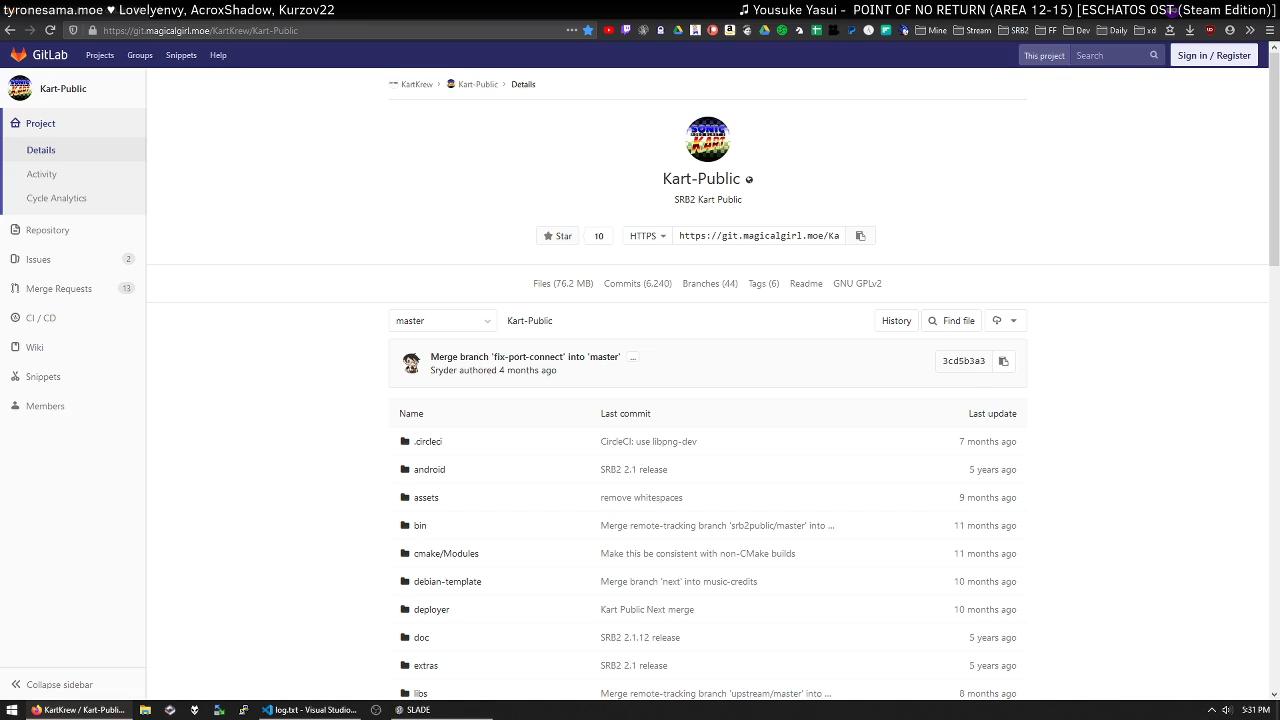 tyronesama.moe ♥ Lovelyenvy, AcroxShadow, Kurzov22
♫ Yousuke Yasui - POINT OF NO RETURN (AREA 12-15) [ESCHATOS OST (Steam Edition)]
https://git.magicalgirl.moe/KartKrew/Kart-Public
Mine
Stream
SRB2
FF
Dev
Daily
xd
GitLab
Projects
Groups
Snippets
Help
This project
Search
Sign in / Register
Kart-Public
Project
Details
Activity
Cycle Analytics
Repository
Issues
2
Merge Requests
13
CI / CD
Wiki
Snippets
Members
Collapse sidebar
KartKrew > Kart-Public > Details
Kart-Public
SRB2 Kart Public
Star
10
HTTPS
https://git.magicalgirl.moe/Ka
Files (76.2 MB)
Commits (6,240)
Branches (44)
Tags (6)
Readme
GNU GPLv2
master
Kart-Public
History
Find file
Merge branch 'fix-port-connect' into 'master' ...
Sryder authored 4 months ago
3cd5b3a3
Name Last commit Last update
.circleci CircleCI: use libpng-dev 7 months ago
android SRB2 2.1 release 5 years ago
assets remove whitespaces 9 months ago
bin Merge remote-tracking branch 'srb2public/master' into ... 11 months ago
cmake/Modules Make this be consistent with non-CMake builds 11 months ago
debian-template Merge branch 'next' into music-credits 10 months ago
deployer Kart Public Next merge 10 months ago
doc SRB2 2.1.12 release 5 years ago
extras SRB2 2.1 release 5 years ago
libs Merge remote-tracking branch 'upstream/master' into ... 8 months ago
KartKrew / Kart-Publi...
log.txt - Visual Studio...
SLADE
5:31 PM